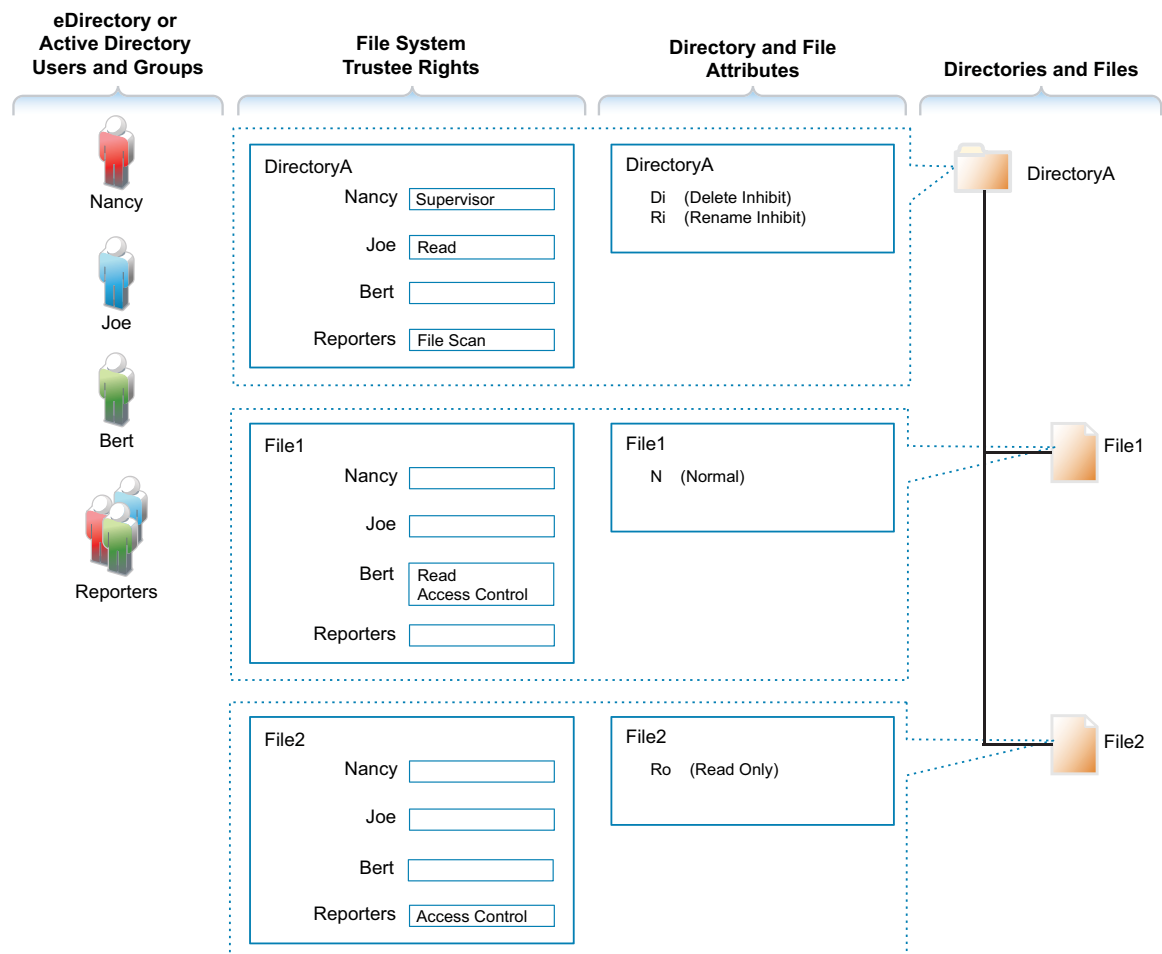 eDirectory or
Active Directory
Users and Groups
File System
Trustee Rights
Directory and File
Attributes
Directories and Files
Nancy
Joe
Bert
Reporters
DirectoryA
Nancy Supervisor
Joe Read
Bert
Reporters File Scan
DirectoryA
Di (Delete Inhibit)
Ri (Rename Inhibit)
DirectoryA
File1
Nancy
Joe
Bert Read
Access Control
Reporters
File1
N (Normal)
File1
File2
Nancy
Joe
Bert
Reporters Access Control
File2
Ro (Read Only)
File2